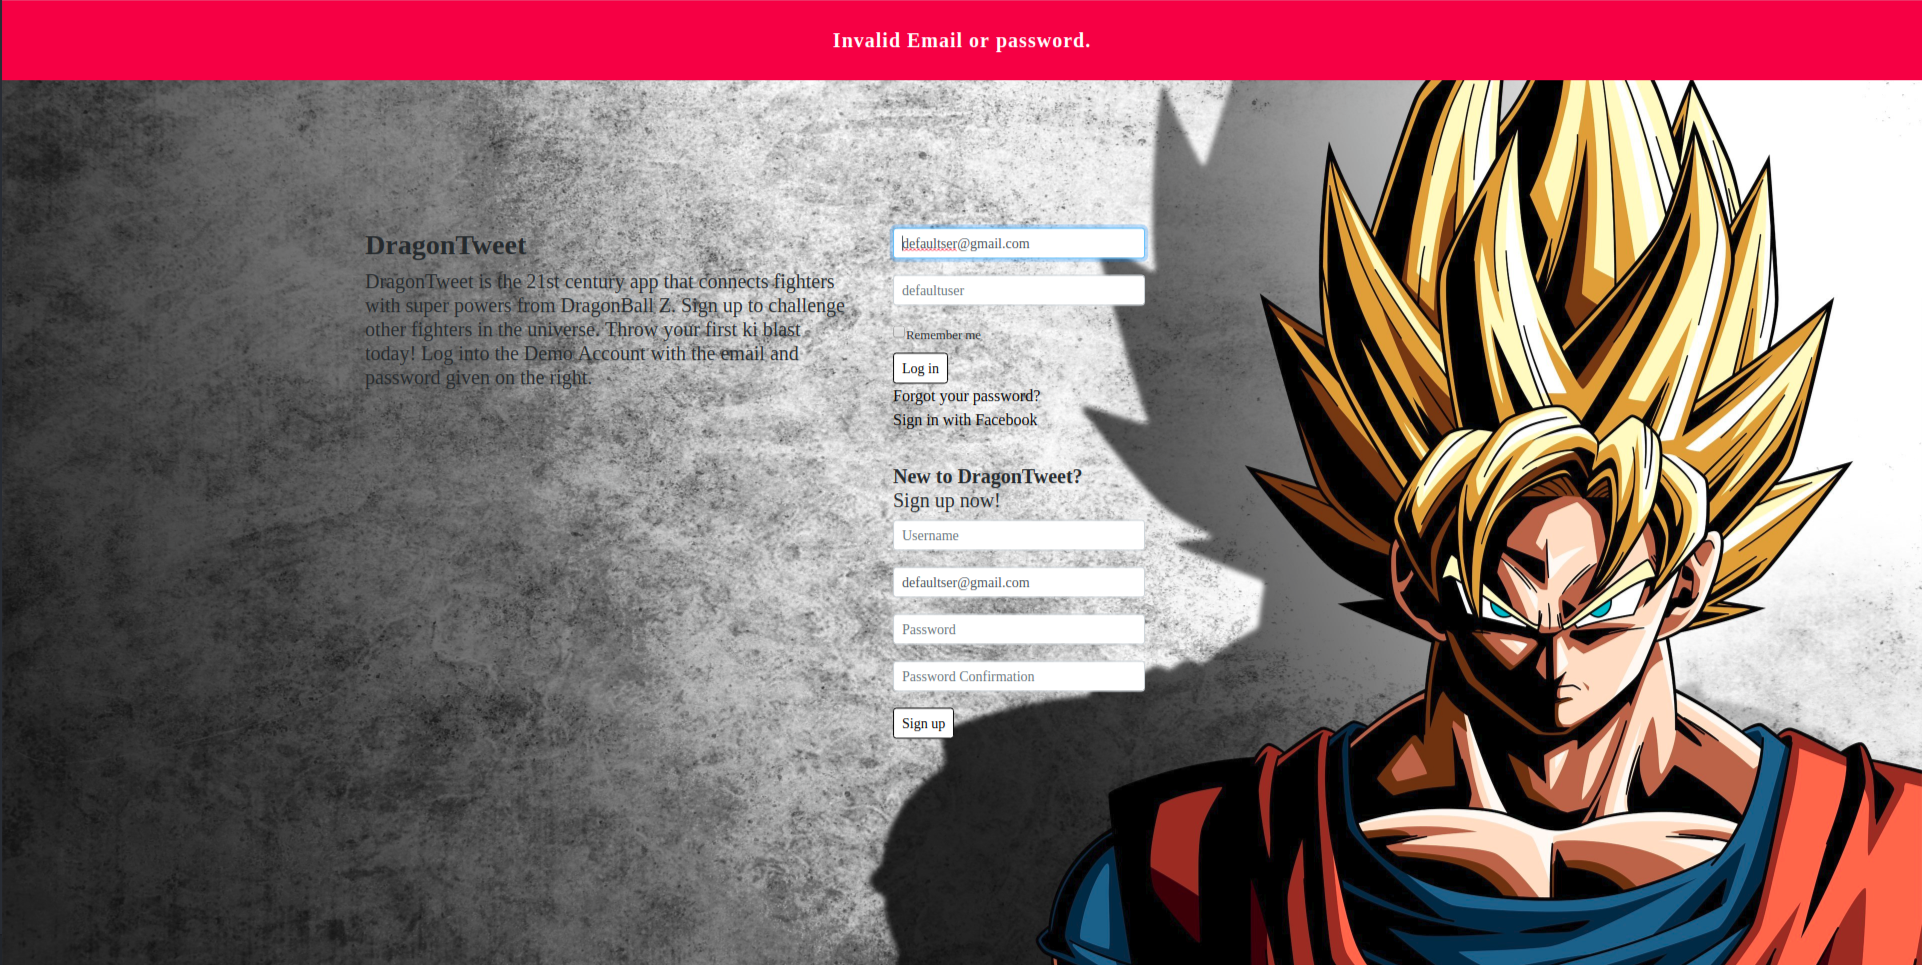 Invalid Email or password.
DragonTweet
DragonTweet is the 21st century app that connects fighters
with super powers from DragonBall Z. Sign up to challenge
other fighters in the universe. Throw your first ki blast
today! Log into the Demo Account with the email and
password given on the right.
defaultser@gmail.com
defaultuser
Remember me
Log in
Forgot your password?
Sign in with Facebook
New to DragonTweet?
Sign up now!
Username
defaultser@gmail.com
Password
Password Confirmation
Sign up